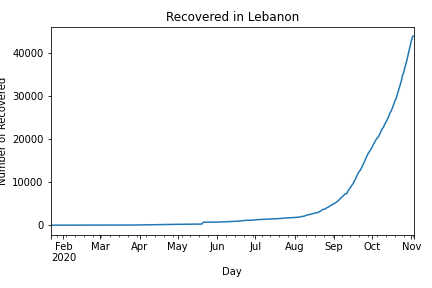 Recovered in Lebanon
Number of Recovered
40000
30000
20000
10000
0
Feb Mar Apr May Jun Jul Aug Sep Oct Nov
2020
Day